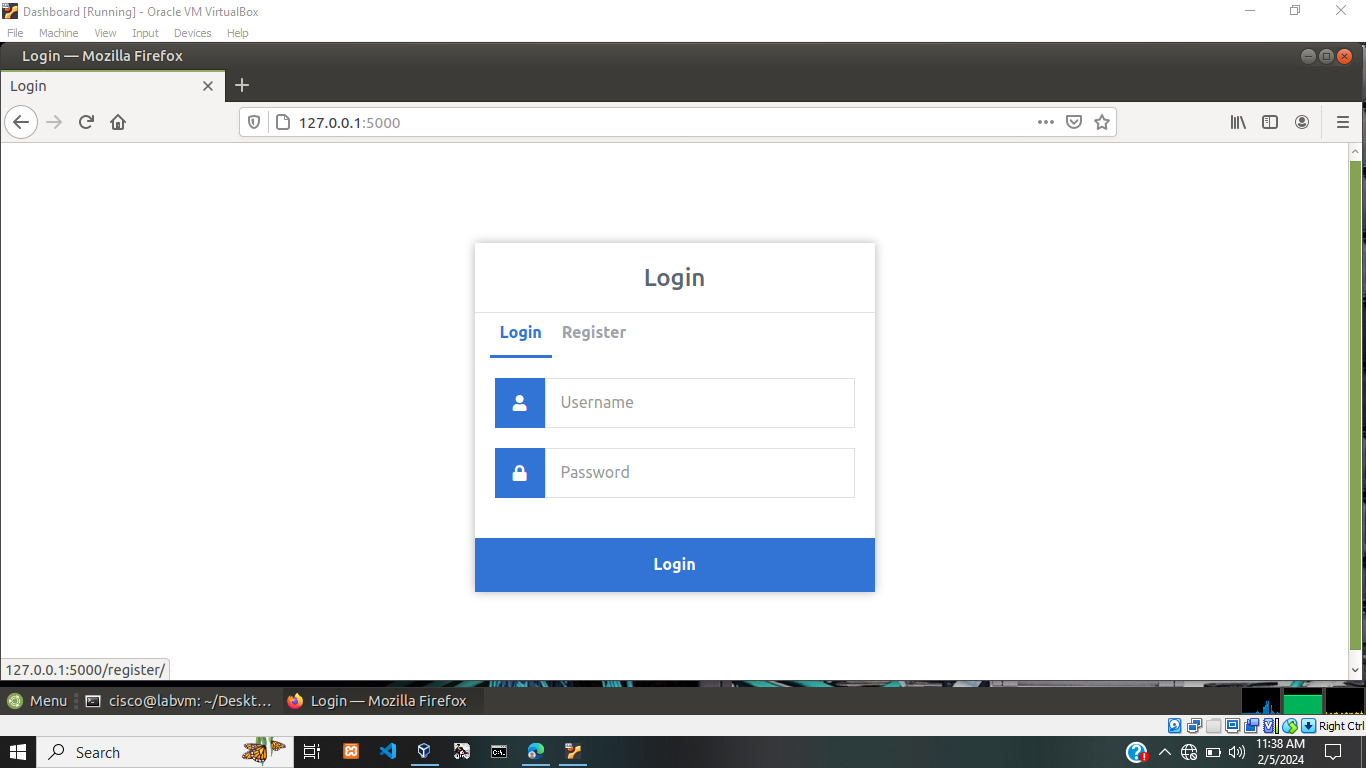 Dashboard [Running] - Oracle VM VirtualBox
File Machine View Input Devices Help
Login — Mozilla Firefox
Login
127.0.0.1:5000
Login
Login Register
Username
Password
Login
127.0.0.1:5000/register/
Menu cisco@labvm: ~/Deskt... Login — Mozilla Firefox
Right Ctrl
Search
11:38 AM
2/5/2024